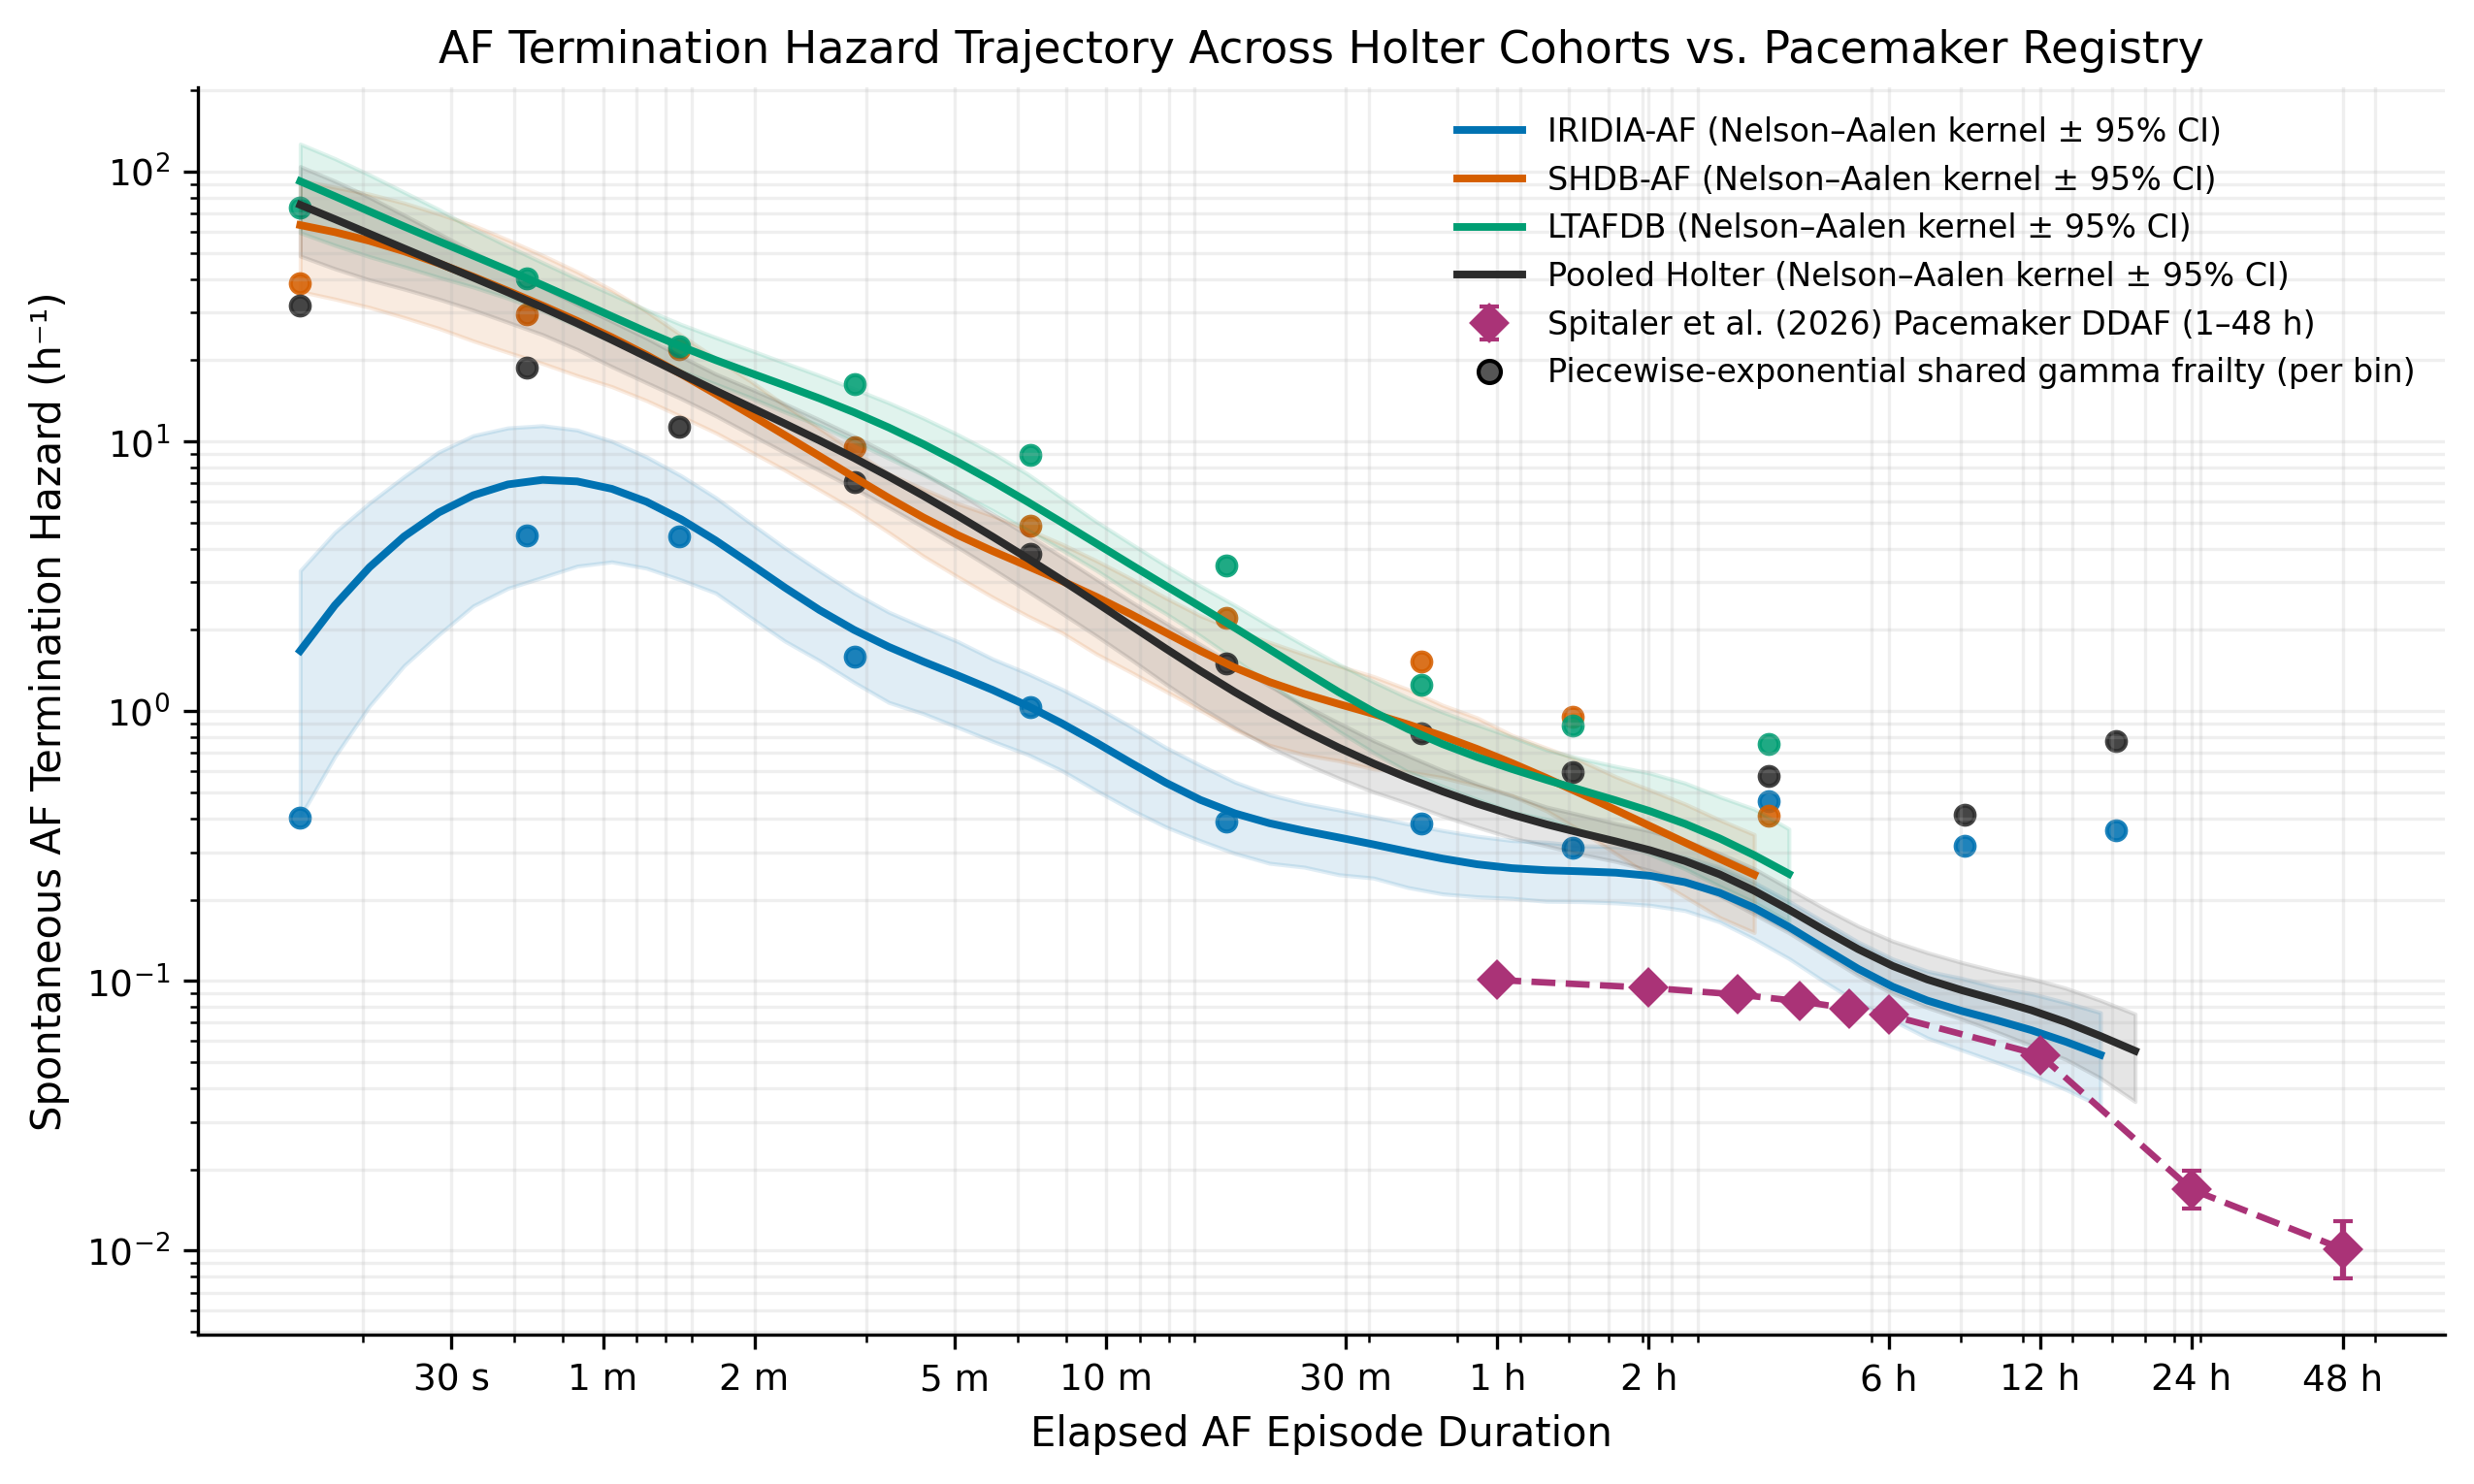 AF Termination Hazard Trajectory Across Holter Cohorts vs. Pacemaker Registry
IRIDIA-AF (Nelson–Aalen kernel ± 95% CI)
SHDB-AF (Nelson–Aalen kernel ± 95% CI)
LTAFDB (Nelson–Aalen kernel ± 95% CI)
Pooled Holter (Nelson–Aalen kernel ± 95% CI)
Spitaler et al. (2026) Pacemaker DDAF (1–48 h)
Piecewise-exponential shared gamma frailty (per bin)
Spontaneous AF Termination Hazard (h⁻¹)
10²
10¹
10⁰
10⁻¹
10⁻²
30 s 1 m 2 m 5 m 10 m 30 m 1 h 2 h 6 h 12 h 24 h 48 h
Elapsed AF Episode Duration